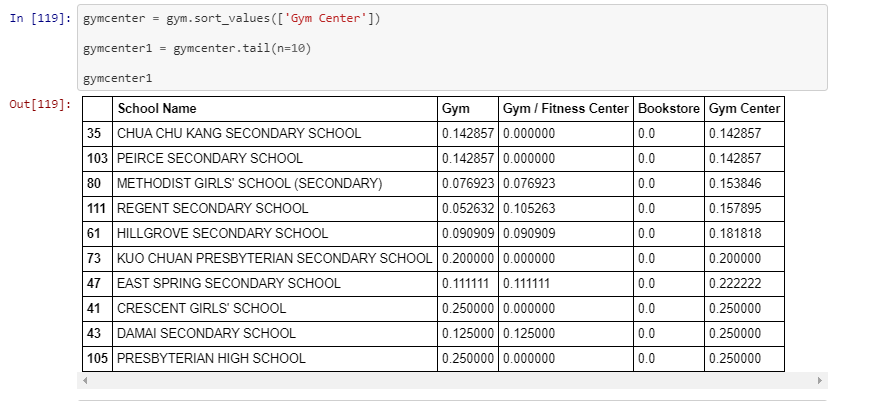 In [119]: gymcenter = gym.sort_values(['Gym Center'])
gymcenter1 = gymcenter.tail(n=10)
gymcenter1
Out[119]:
School Name Gym Gym / Fitness Center Bookstore Gym Center
35 CHUA CHU KANG SECONDARY SCHOOL 0.142857 0.000000 0.0 0.142857
103 PEIRCE SECONDARY SCHOOL 0.142857 0.000000 0.0 0.142857
80 METHODIST GIRLS' SCHOOL (SECONDARY) 0.076923 0.076923 0.0 0.153846
111 REGENT SECONDARY SCHOOL 0.052632 0.105263 0.0 0.157895
61 HILLGROVE SECONDARY SCHOOL 0.090909 0.090909 0.0 0.181818
73 KUO CHUAN PRESBYTERIAN SECONDARY SCHOOL 0.200000 0.000000 0.0 0.200000
47 EAST SPRING SECONDARY SCHOOL 0.111111 0.111111 0.0 0.222222
41 CRESCENT GIRLS' SCHOOL 0.250000 0.000000 0.0 0.250000
43 DAMAI SECONDARY SCHOOL 0.125000 0.125000 0.0 0.250000
105 PRESBYTERIAN HIGH SCHOOL 0.250000 0.000000 0.0 0.250000